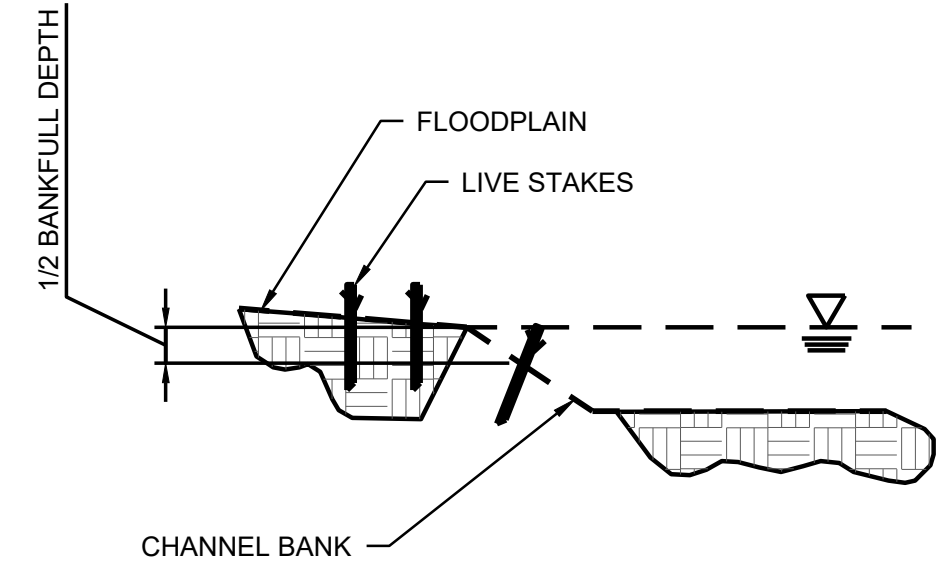 1/2 BANKFULL DEPTH
FLOODPLAIN
LIVE STAKES
CHANNEL BANK